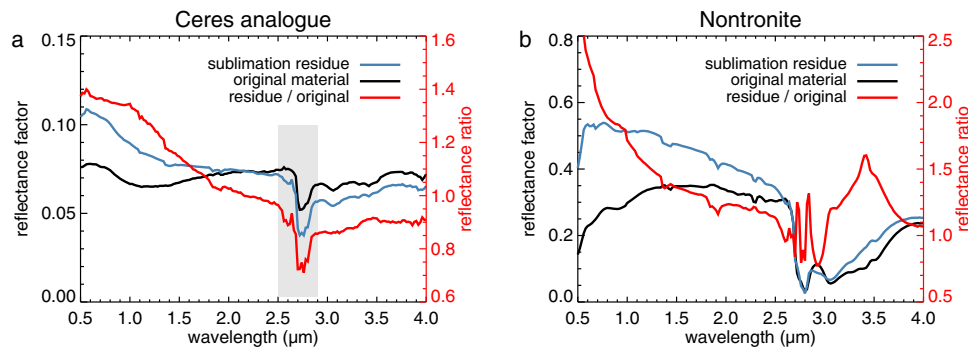 Ceres analogue
a
sublimation residue
original material
residue / original
reflectance factor
0.15
0.10
0.05
0.00
reflectance ratio
1.6
1.4
1.2
1.0
0.8
0.6
0.5 1.0 1.5 2.0 2.5 3.0 3.5 4.0
wavelength (µm)
Nontronite
b
sublimation residue
original material
residue / original
reflectance factor
0.8
0.6
0.4
0.2
0.0
reflectance ratio
2.5
2.0
1.5
1.0
0.5
0.5 1.0 1.5 2.0 2.5 3.0 3.5 4.0
wavelength (µm)